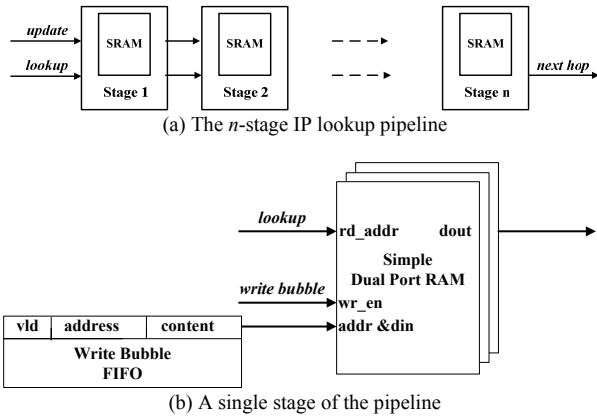 update
lookup
SRAM
Stage 1
SRAM
Stage 2
SRAM
Stage n
next hop
(a) The n-stage IP lookup pipeline
lookup
rd_addr dout
Simple
Dual Port RAM
write bubble
wr_en
addr &din
vld address content
Write Bubble
FIFO
(b) A single stage of the pipeline